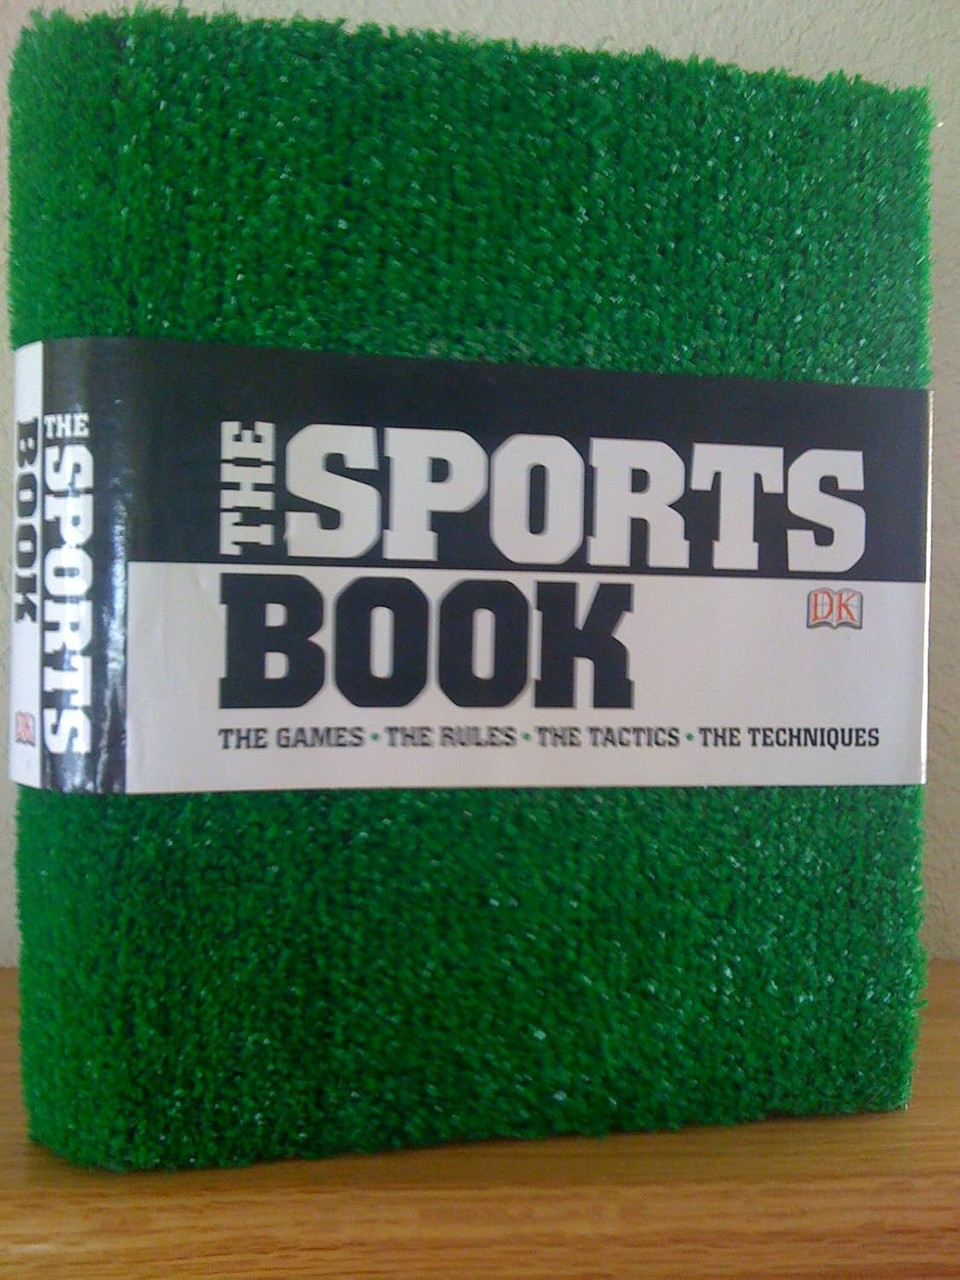 THE SPORTS
BOOK
DK
THE GAMES • THE RULES • THE TACTICS • THE TECHNIQUES
THE SPORTS
BOOK
DK